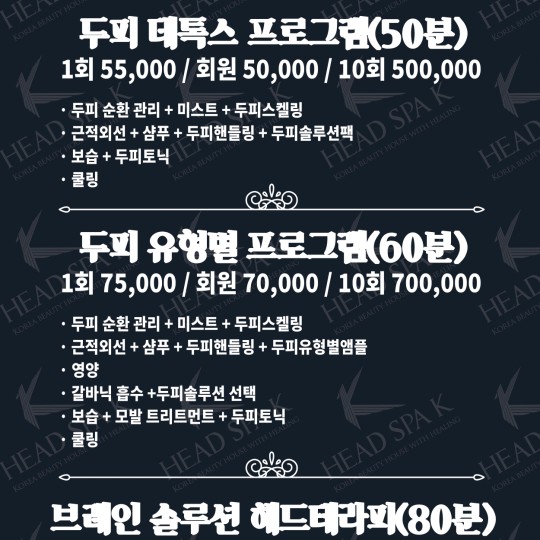 두피 데톡스 프로그램(50분)
1회 55,000 / 회원 50,000 / 10회 500,000
· 두피 순환 관리 + 미스트 + 두피스켈링
· 근적외선 + 샴푸 + 두피핸들링 + 두피솔루션팩
· 보습 + 두피토닉
· 쿨링
두피 유형별 프로그램(60분)
1회 75,000 / 회원 70,000 / 10회 700,000
· 두피 순환 관리 + 미스트 + 두피스켈링
· 근적외선 + 샴푸 + 두피핸들링 + 두피유형별앰플
· 영양
· 갈바닉 흡수 +두피솔루션 선택
· 보습 + 모발 트리트먼트 + 두피토닉
· 쿨링
브레인 솔루션 헤드테라피(80분)
HEAD SPA K
KOREA BEAUTY HOUSE WITH HEALING